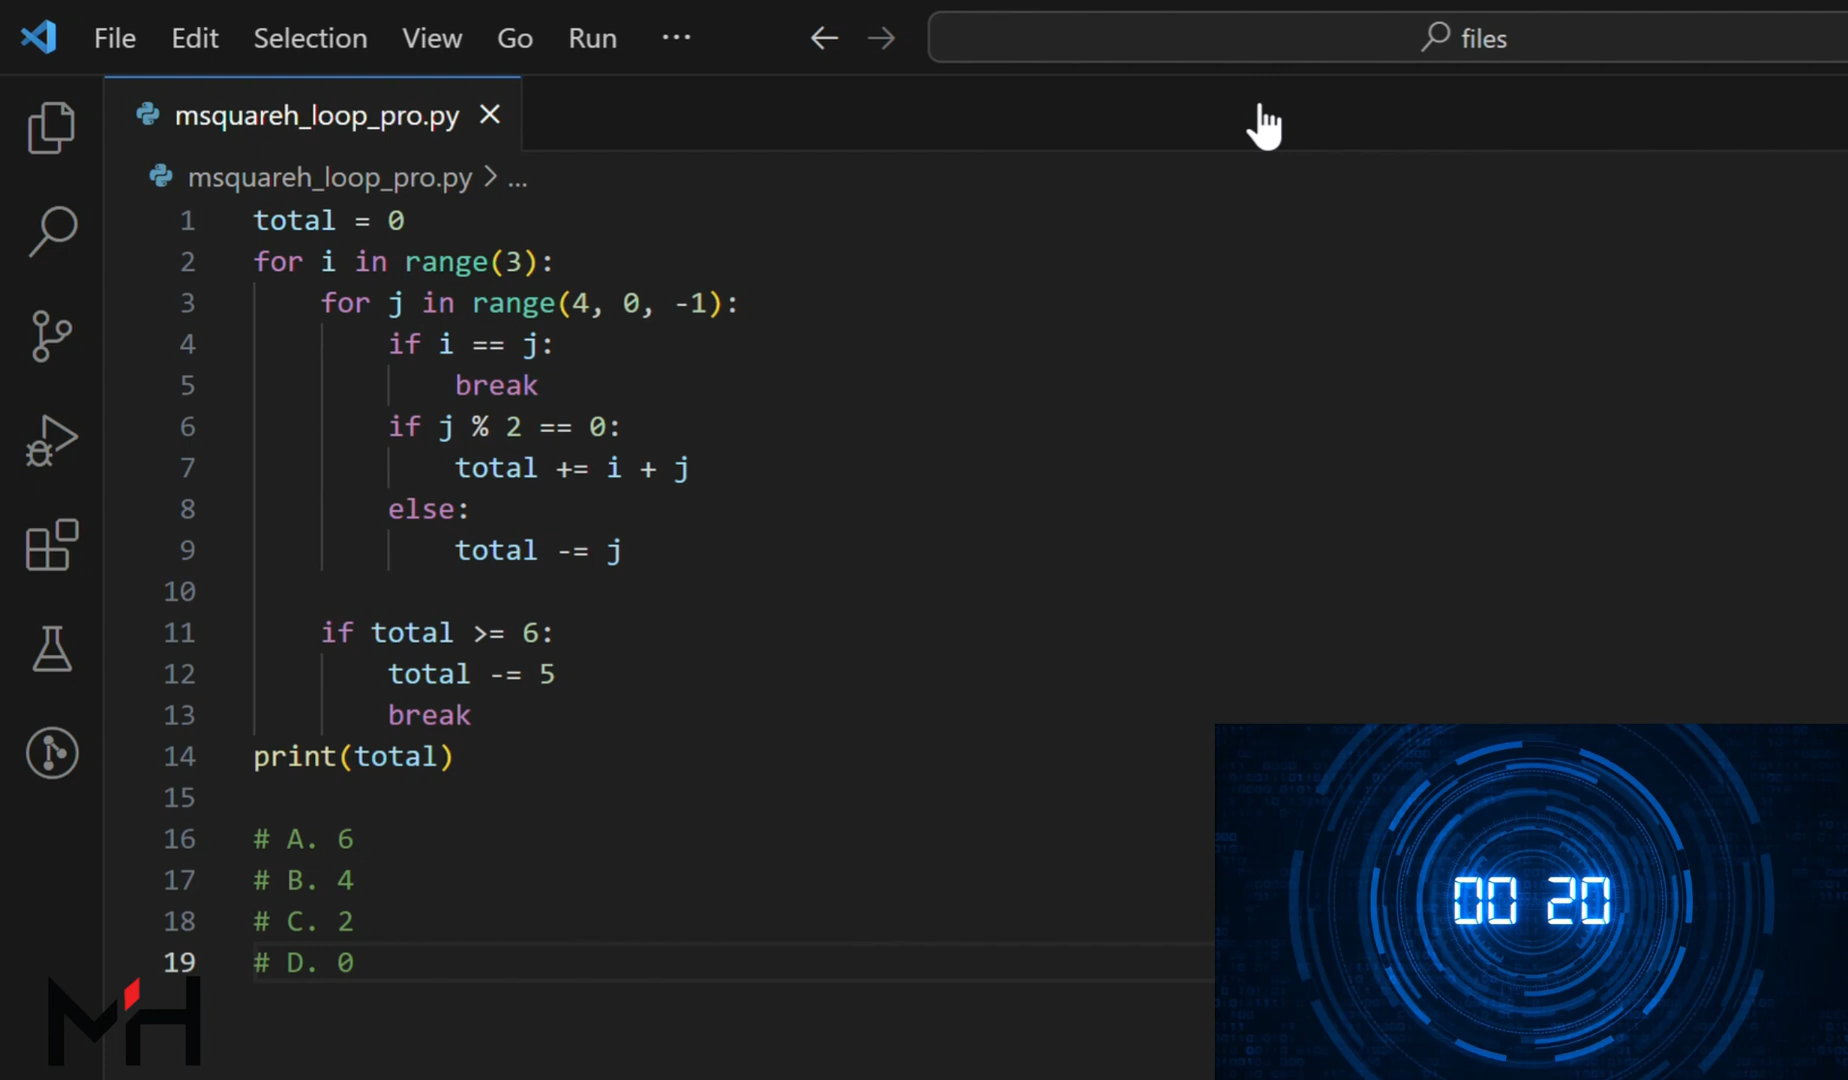 File Edit Selection View Go Run ...
files
msquareh_loop_pro.py
msquareh_loop_pro.py > ...
1 total = 0
2 for i in range(3):
3 for j in range(4, 0, -1):
4 if i == j:
5 break
6 if j % 2 == 0:
7 total += i + j
8 else:
9 total -= j
10
11 if total >= 6:
12 total -= 5
13 break
14 print(total)
15
16 # A. 6
17 # B. 4
18 # C. 2
19 # D. 0
00 20
MH